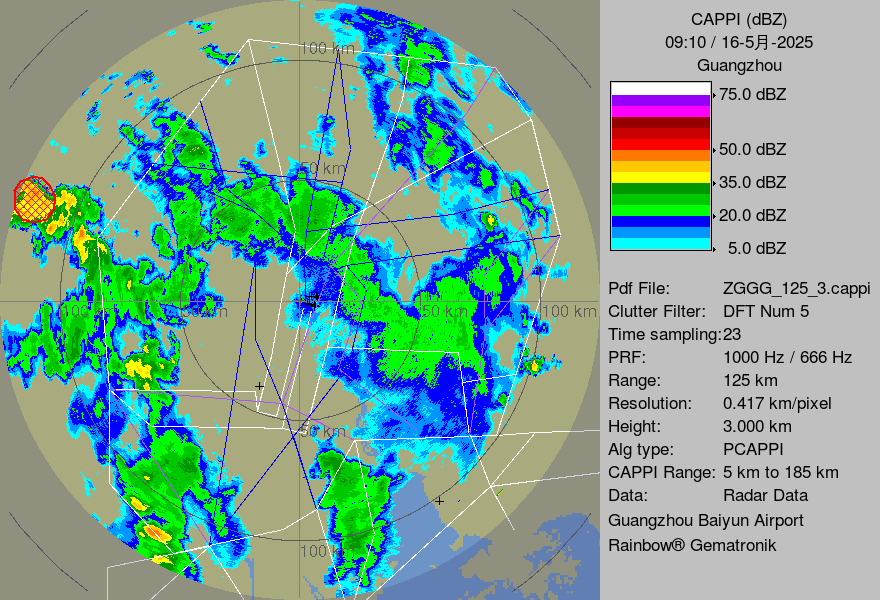 CAPPI (dBZ)
09:10 / 16-5月-2025
Guangzhou
75.0 dBZ
50.0 dBZ
35.0 dBZ
20.0 dBZ
5.0 dBZ
Pdf File: ZGGG_125_3.cappi
Clutter Filter: DFT Num 5
Time sampling:23
PRF: 1000 Hz / 666 Hz
Range: 125 km
Resolution: 0.417 km/pixel
Height: 3.000 km
Alg type: PCAPPI
CAPPI Range: 5 km to 185 km
Data: Radar Data
Guangzhou Baiyun Airport
Rainbow® Gematronik
100 km
50 km
100 km
50 km
50 km
100 km
50 km
100 km